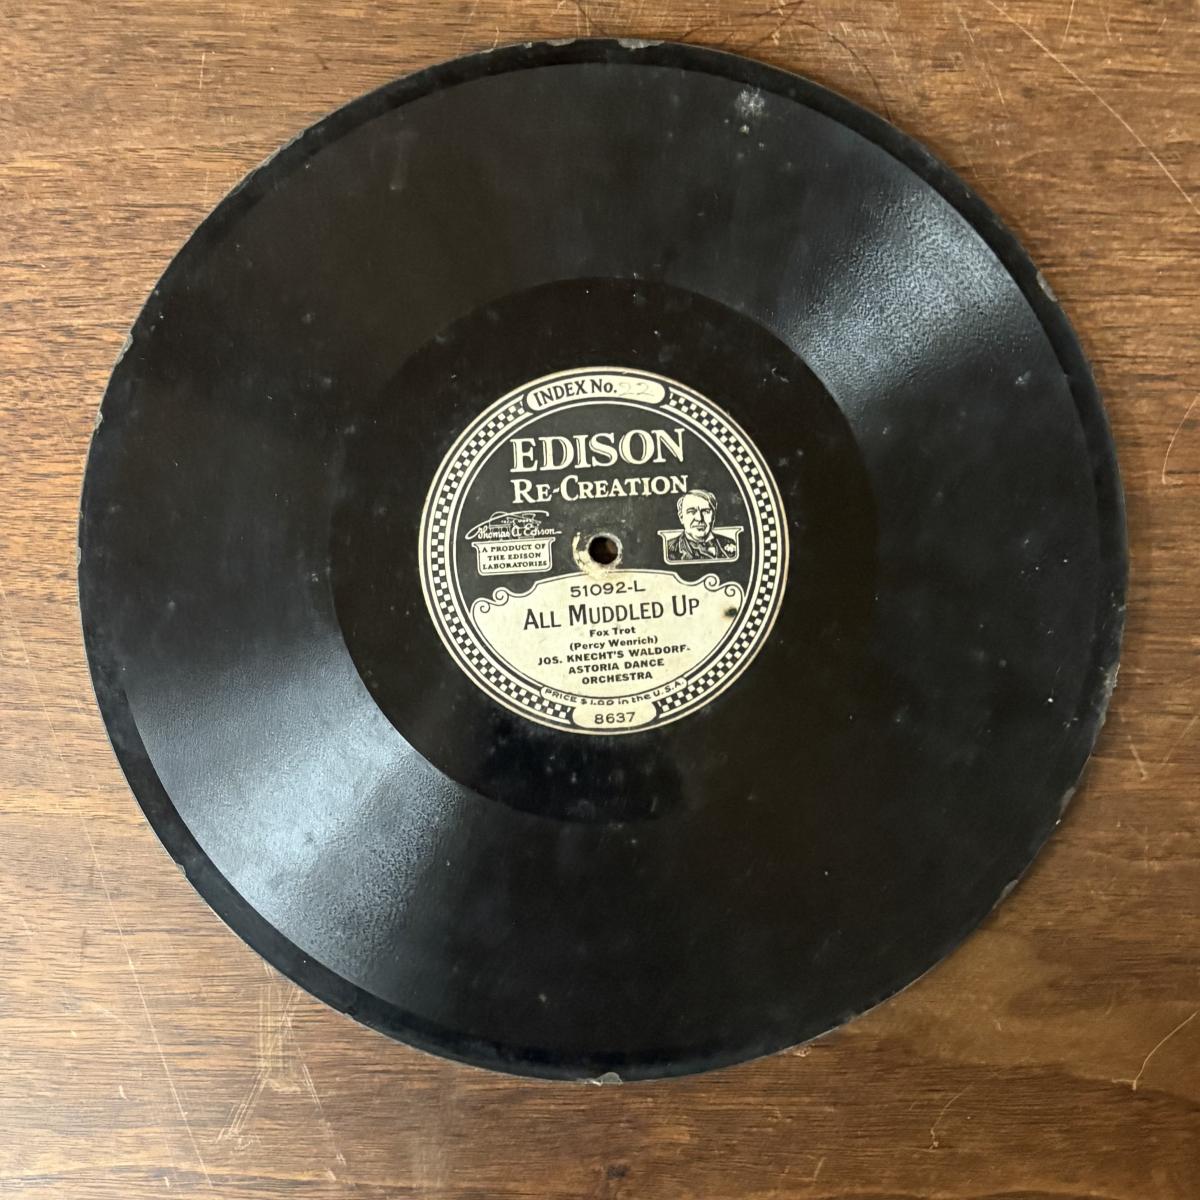 INDEX No. 22
EDISON
RE-CREATION
Thomas A Edison
A PRODUCT OF
THE EDISON
LABORATORIES
51092-L
ALL MUDDLED UP
Fox Trot
(Percy Wenrich)
JOS. KNECHT'S WALDORF-
ASTORIA DANCE
ORCHESTRA
PRICE $1.00 in the U.S.A.
8637